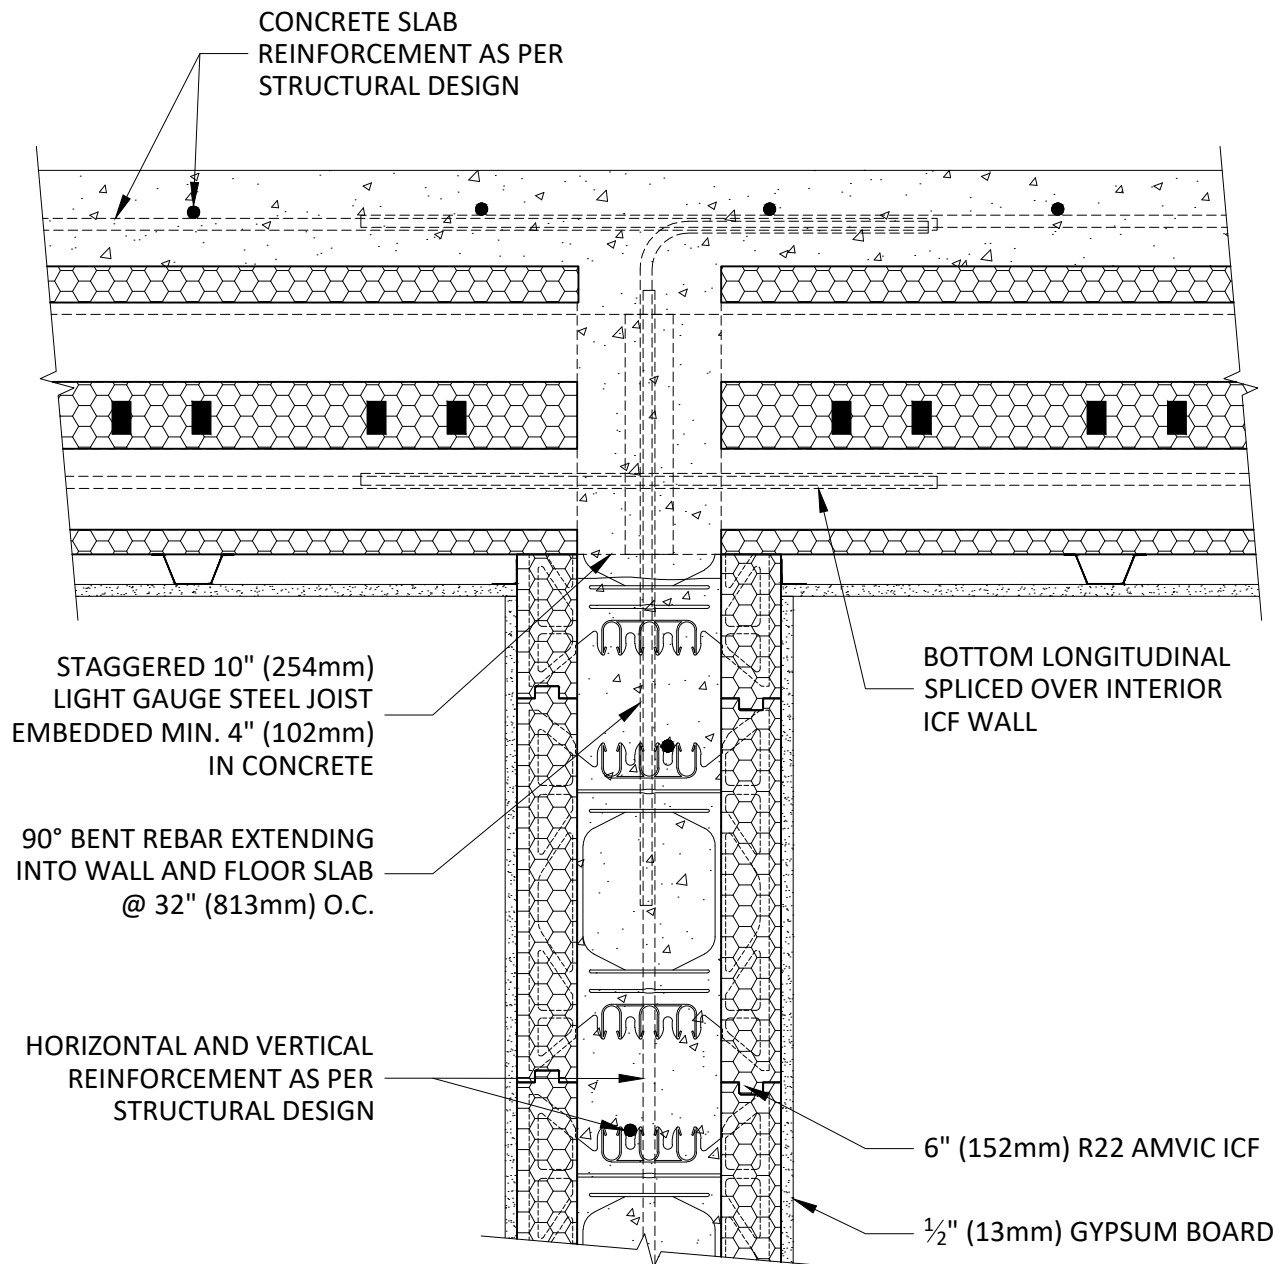 CONCRETE SLAB
REINFORCEMENT AS PER
STRUCTURAL DESIGN
STAGGERED 10" (254mm)
LIGHT GAUGE STEEL JOIST
EMBEDDED MIN. 4" (102mm)
IN CONCRETE
BOTTOM LONGITUDINAL
SPLICED OVER INTERIOR
ICF WALL
90° BENT REBAR EXTENDING
INTO WALL AND FLOOR SLAB
@ 32" (813mm) O.C.
HORIZONTAL AND VERTICAL
REINFORCEMENT AS PER
STRUCTURAL DESIGN
6" (152mm) R22 AMVIC ICF
½" (13mm) GYPSUM BOARD